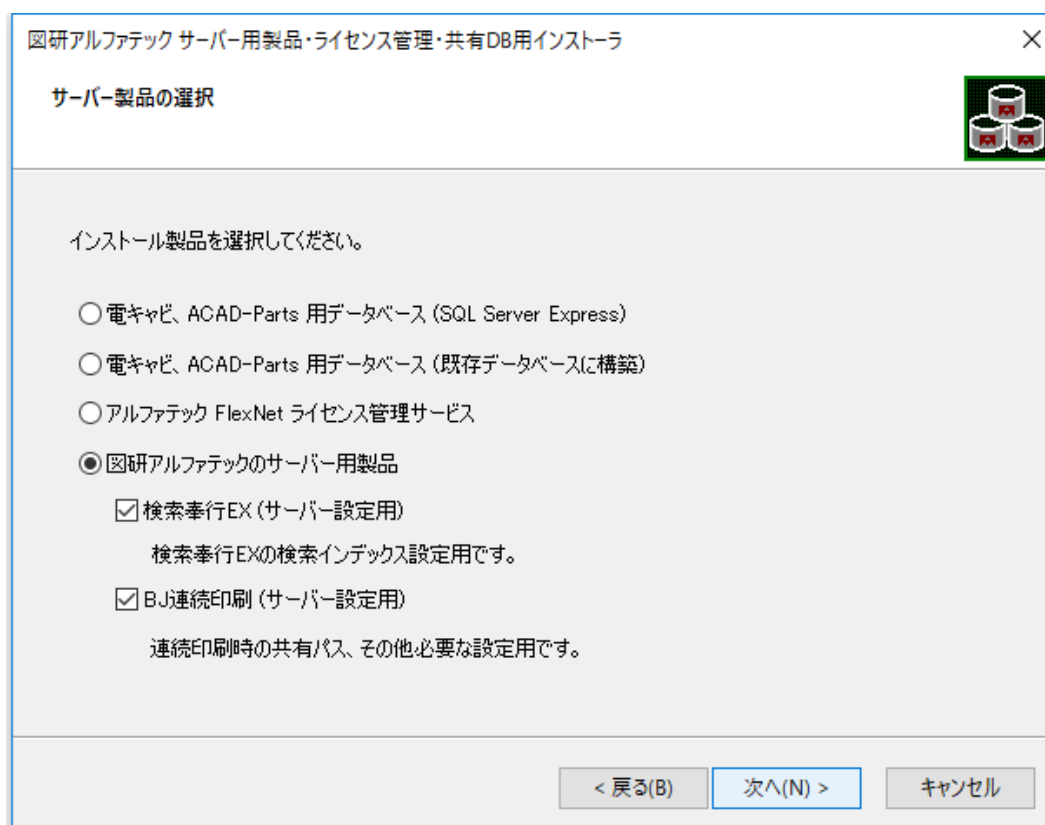 図研アルファテック サーバー用製品・ライセンス管理・共有DB用インストーラ
サーバー製品の選択
インストール製品を選択してください。
電キャビ、ACAD-Parts 用データベース (SQL Server Express)
電キャビ、ACAD-Parts 用データベース (既存データベースに構築)
アルファテック FlexNet ライセンス管理サービス
図研アルファテックのサーバー用製品
検索奉行EX (サーバー設定用)
検索奉行EXの検索インデックス設定用です。
BJ連続印刷 (サーバー設定用)
連続印刷時の共有パス、その他必要な設定用です。
< 戻る(B)
次へ(N) >
キャンセル